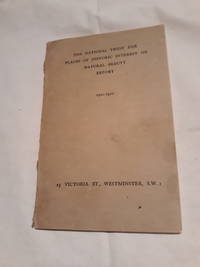 THE NATIONAL TRUST FOR
PLACES OF HISTORIC INTEREST OR
NATURAL BEAUTY
REPORT
25 VICTORIA ST., WESTMINSTER, S.W. 1